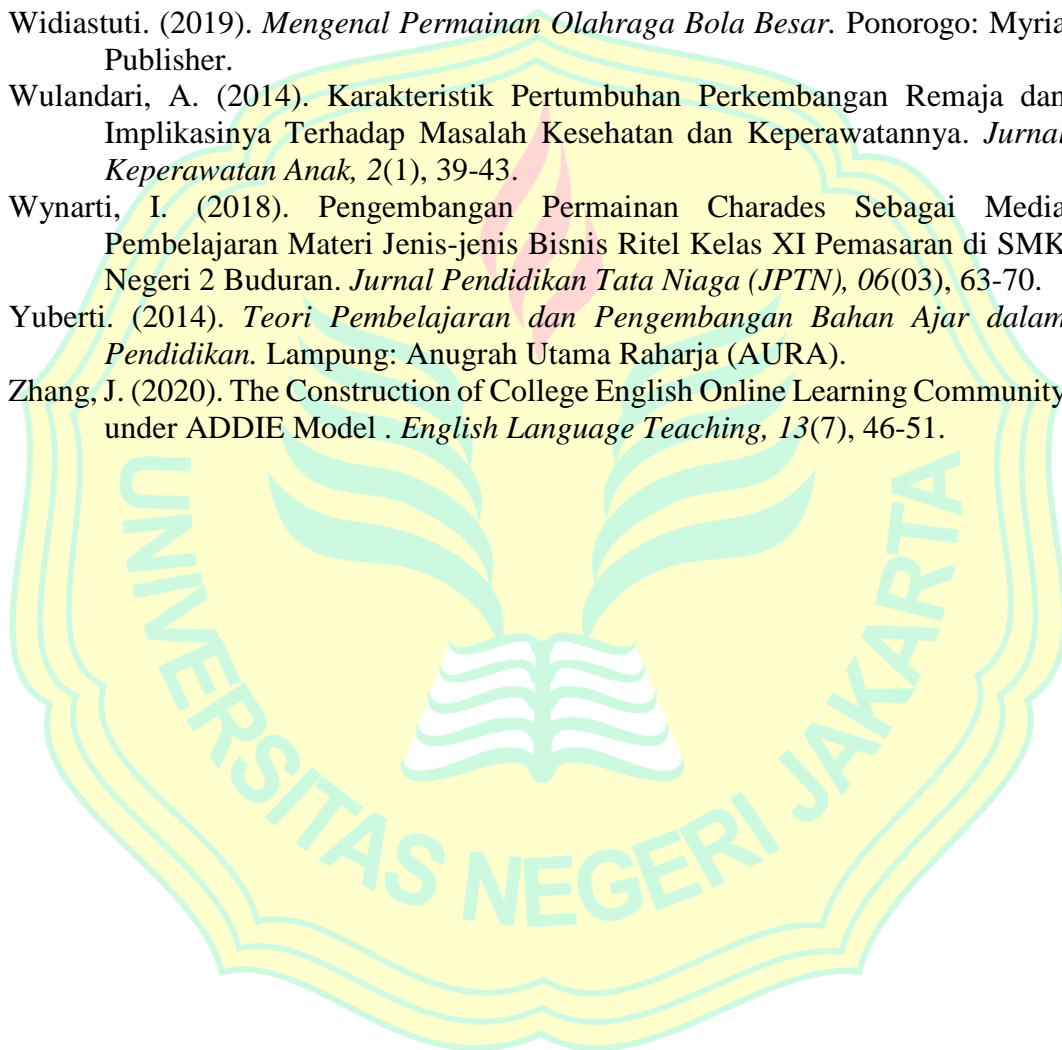 Widiastuti. (2019). Mengenal Permainan Olahraga Bola Besar. Ponorogo: Myria
Publisher.
Wulandari, A. (2014). Karakteristik Pertumbuhan Perkembangan Remaja dan
Implikasinya Terhadap Masalah Kesehatan dan Keperawatannya. Jurnal
Keperawatan Anak, 2(1), 39-43.
Wynarti, I. (2018). Pengembangan Permainan Charades Sebagai Media
Pembelajaran Materi Jenis-jenis Bisnis Ritel Kelas XI Pemasaran di SMK
Negeri 2 Buduran. Jurnal Pendidikan Tata Niaga (JPTN), 06(03), 63-70.
Yuberti. (2014). Teori Pembelajaran dan Pengembangan Bahan Ajar dalam
Pendidikan. Lampung: Anugrah Utama Raharja (AURA).
Zhang, J. (2020). The Construction of College English Online Learning Community
under ADDIE Model . English Language Teaching, 13(7), 46-51.
UNIVERSITAS NEGERI JAKARTA